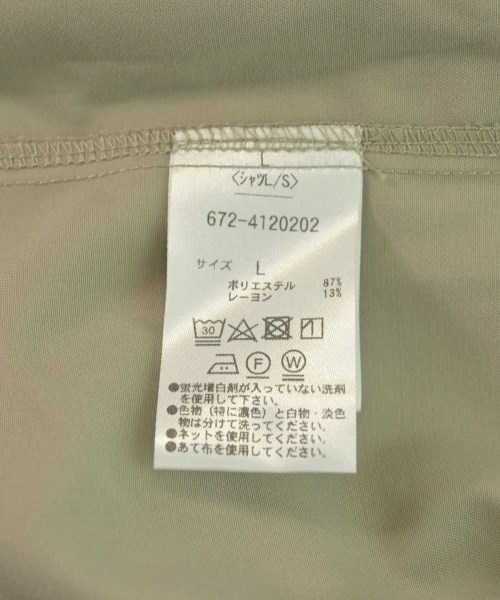 L
〈シャツL/S〉
672-4120202
サイズ L
ポリエステル 87%
レーヨン 13%
30
F W
●蛍光増白剤が入っていない洗剤
を使用して下さい。
●色物(特に濃色)と白物・淡色
物は分けて洗ってください。
●ネットを使用してください。
●あて布を使用してください。